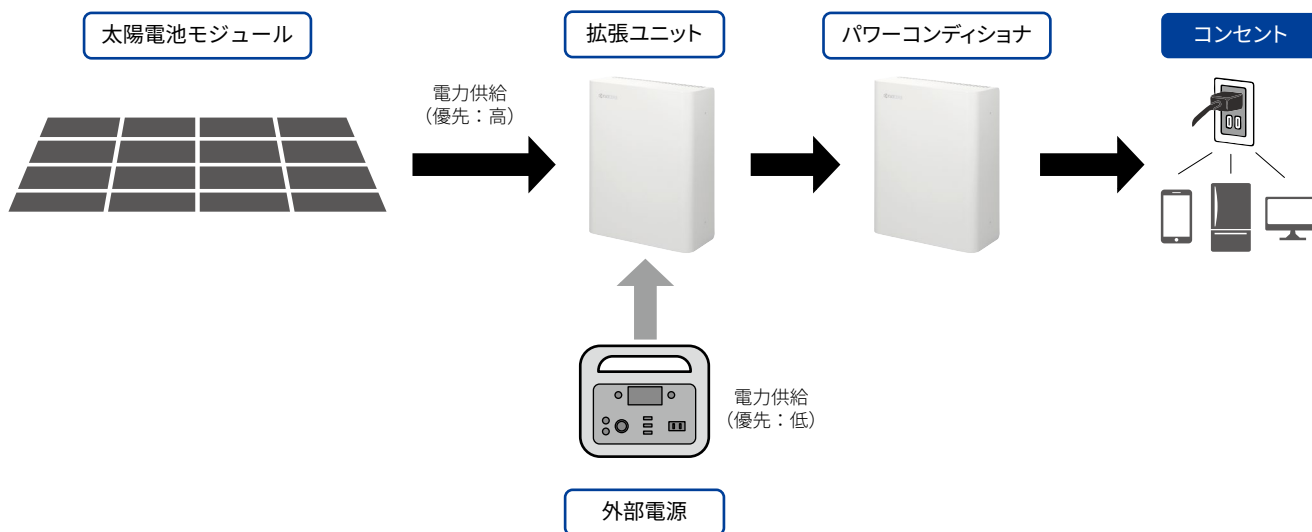 太陽電池モジュール
拡張ユニット
パワーコンディショナ
コンセント
電力供給
（優先：高）
電力供給
（優先：低）
外部電源